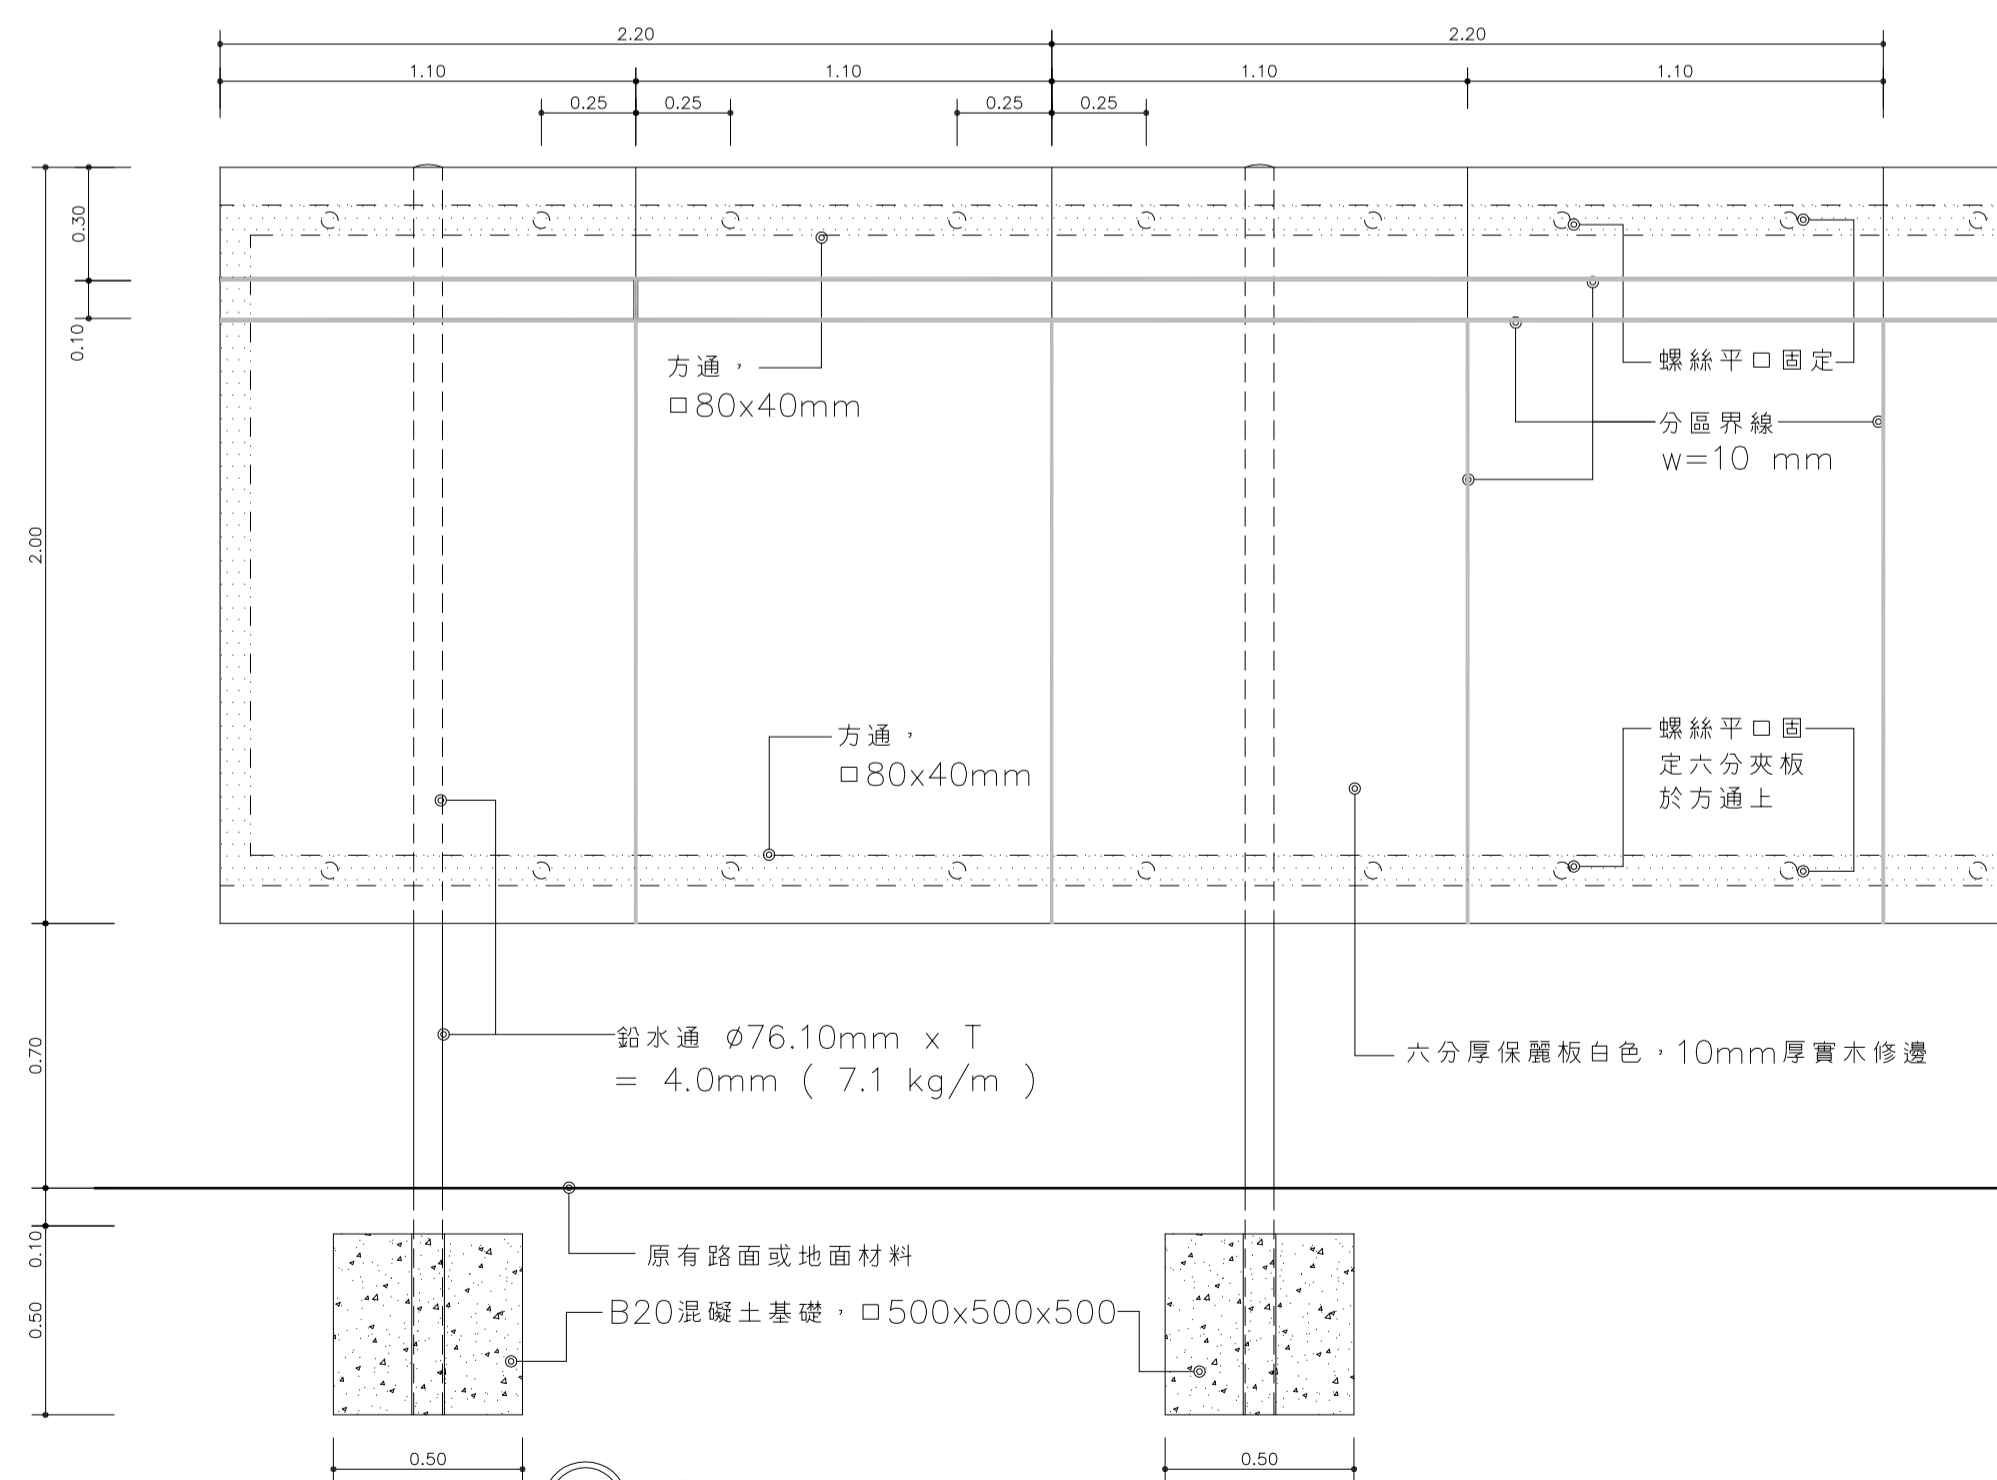 2.20
2.20
1.10
1.10
1.10
1.10
0.25
0.25
0.25
0.25
0.30
0.10
2.00
0.70
0.10
0.50
方通，
□80x40mm
螺絲平口固定
分區界線
w=10 mm
方通，
□80x40mm
螺絲平口固
定六分夾板
於方通上
鉛水通 Ø76.10mm x T
= 4.0mm ( 7.1 kg/m )
六分厚保麗板白色，10mm厚實木修邊
原有路面或地面材料
B20混凝土基礎，□500x500x500
0.50
0.50